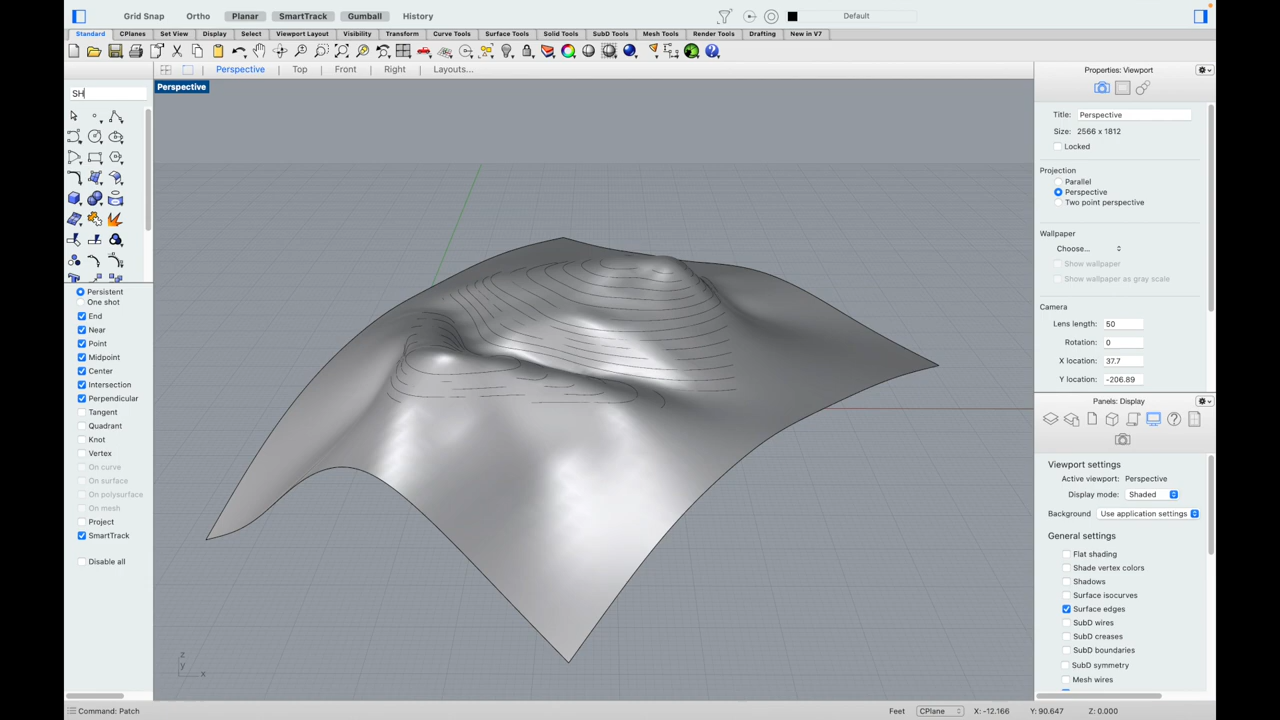 Grid Snap Ortho Planar SmartTrack Gumball History Default
Standard CPlanes Set View Display Select Viewport Layout Visibility Transform Curve Tools Surface Tools Solid Tools SubD Tools Mesh Tools Drafting New in V7
Perspective Top Front Right Layouts...
Perspective
SH
Persistent
One shot
End
Near
Point
Midpoint
Center
Intersection
Perpendicular
Tangent
Quadrant
Knot
Vertex
On curve
On surface
On polysurface
On mesh
Project
SmartTrack
Disable all
z
y
x
Properties: Viewport
Title: Perspective
Size: 2566 x 1812
Locked
Projection
Parallel
Perspective
Two point perspective
Wallpaper
Choose...
Show wallpaper
Show wallpaper as gray scale
Camera
Lens length: 50
Rotation: 0
X location: 37.7
Y location: -206.89
Panels: Display
Viewport settings
Active viewport: Perspective
Display mode: Shaded
Background: Use application settings
General settings
Flat shading
Shade vertex colors
Shadows
Surface isocurves
Surface edges
SubD wires
SubD creases
SubD boundaries
SubD symmetry
Mesh wires
Command: Patch Feet CPlane X: -12.166 Y: 90.647 Z: 0.000